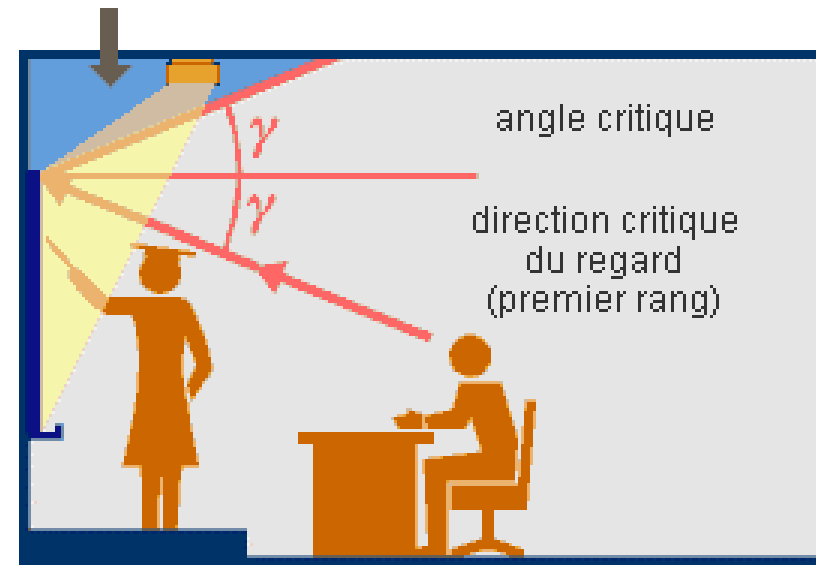 γ
angle critique
γ
direction critique
du regard
(premier rang)